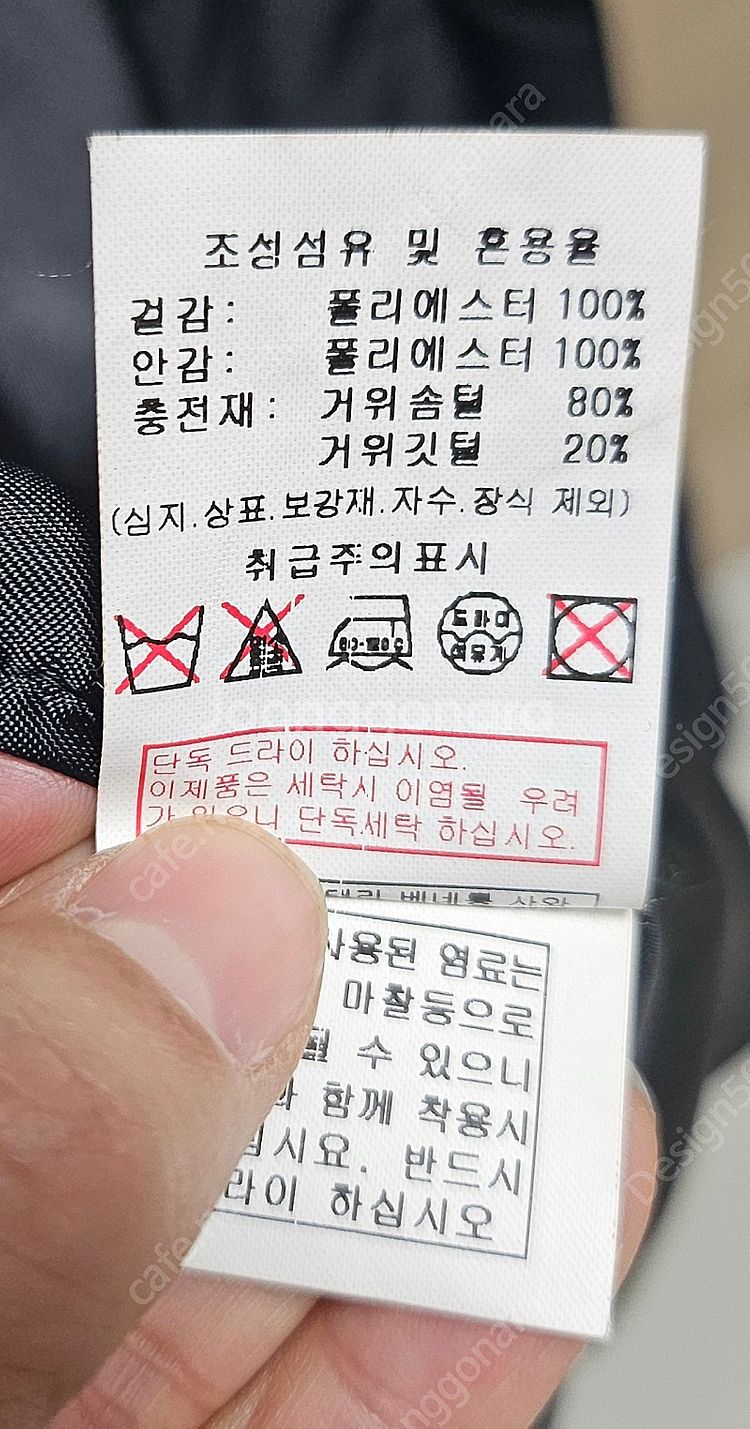 조성섬유 및 혼용율
겉감: 폴리에스터 100%
안감: 폴리에스터 100%
충전재: 거위솜털 80%
거위깃털 20%
(심지.상표.보강재.자수.장식 제외)
취급주의표시
드라이
석유계
단독 드라이 하십시오.
이제품은 세탁시 이염될 우려
가 있으니 단독세탁 하십시오.
사용된 염료는
마찰등으로
될 수 있으니
함께 착용시
반드시
하십시오